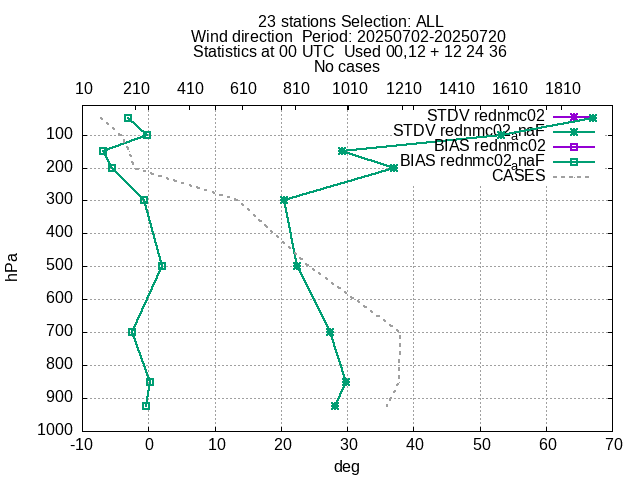 23 stations Selection: ALL
Wind direction  Period: 20250702-20250720
Statistics at 00 UTC  Used 00,12 + 12 24 36
No cases
10 210 410 610 810 1010 1210 1410 1610 1810
STDV rednmc02
STDV rednmc02_anaF
BIAS rednmc02
BIAS rednmc02_anaF
CASES
100
200
300
400
500
600
700
800
900
1000
hPa
-10 0 10 20 30 40 50 60 70
deg